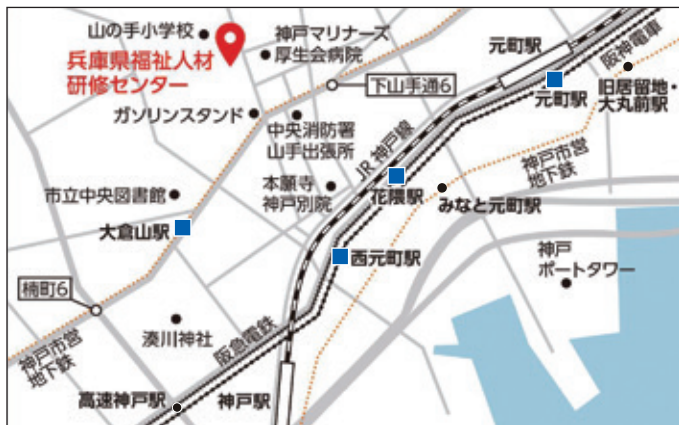 山の手小学校
神戸マリナーズ
厚生会病院
兵庫県福祉人材
研修センター
元町駅
阪神電車
下山手通6
元町駅
旧居留地・
大丸前駅
ガソリンスタンド
中央消防署
山手出張所
JR 神戸線
神戸市営
地下鉄
市立中央図書館
本願寺
神戸別院
花隈駅
みなと元町駅
大倉山駅
西元町駅
神戸
ポートタワー
楠町6
湊川神社
阪急電鉄
神戸市営
地下鉄
高速神戸駅
神戸駅